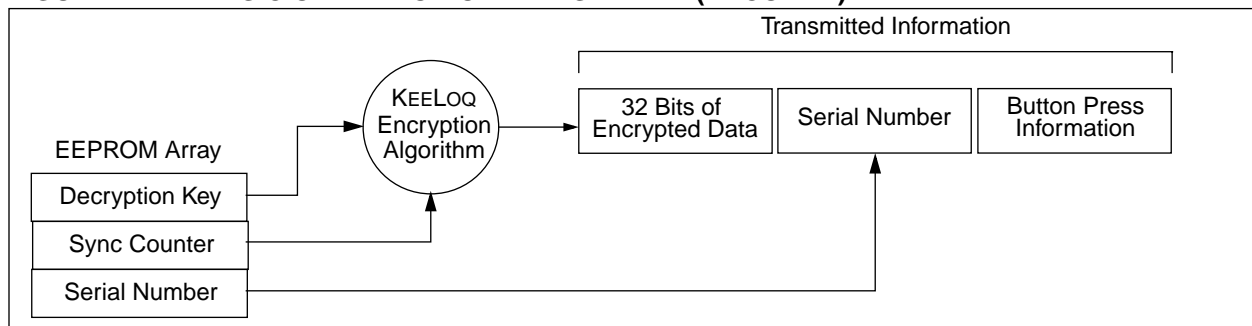 Transmitted Information
KEELOQ
Encryption
Algorithm
32 Bits of
Encrypted Data
Serial Number
Button Press
Information
EEPROM Array
Decryption Key
Sync Counter
Serial Number